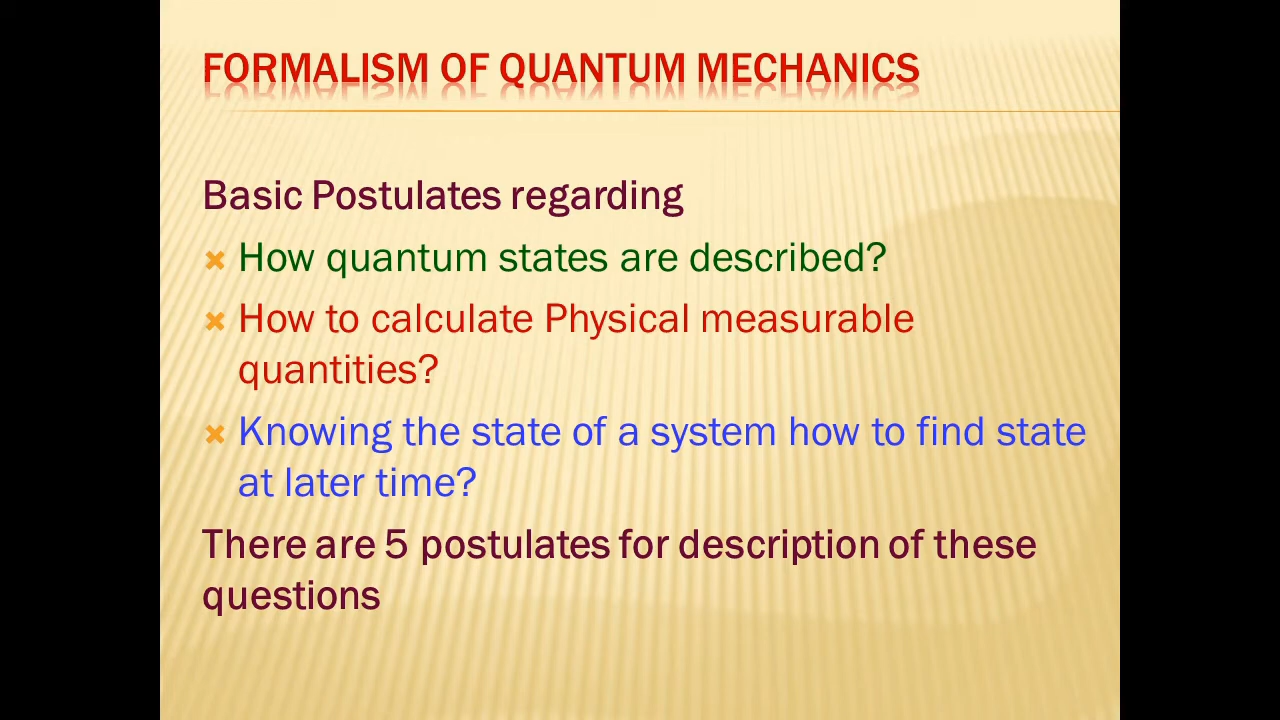 FORMALISM OF QUANTUM MECHANICS
Basic Postulates regarding
How quantum states are described?
How to calculate Physical measurable
quantities?
Knowing the state of a system how to find state
at later time?
There are 5 postulates for description of these
questions